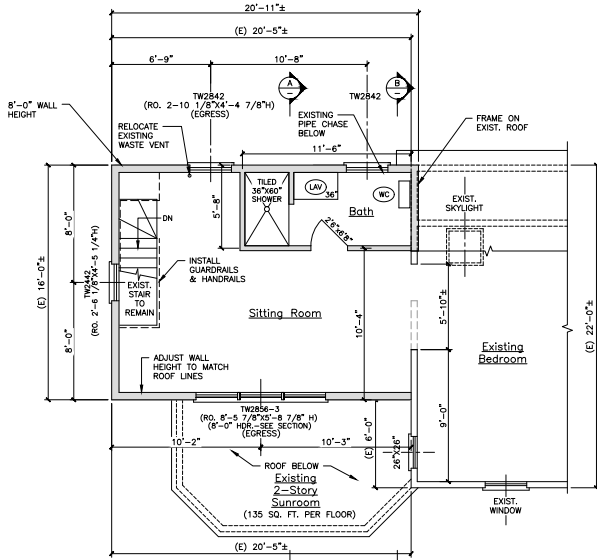 20'-11"±
(E) 20'-5±
6'-9"
10'-8"
TW2842
(RO. 2-10 1/8"X4'-4 7/8"H)
(EGRESS)
A
TW2842
B
8'-0" WALL
HEIGHT
RELOCATE
EXISTING
WASTE VENT
EXISTING
PIPE CHASE
BELOW
FRAME ON
EXIST. ROOF
11'-6"
TILED
36"X60"
SHOWER
LAV
36"
WC
Bath
2'6"x6'8"
5'-8"
EXIST.
SKYLIGHT
DN
8'-0"
(E) 16'-0"±
TW2442
(RO. 2'-6 1/8"X4'-5 1/4"H)
8'-0"
INSTALL
GUARDRAILS
& HANDRAILS
EXIST.
STAIR
TO
REMAIN
Sitting Room
10'-4"
5'-10±
Existing
Bedroom
(E) 22'-0"±
ADJUST WALL
HEIGHT TO MATCH
ROOF LINES
TW2856-3
(RO. 8'-5 7/8"X5'-8 7/8" H)
(8'-0" HDR.-SEE SECTION)
(EGRESS)
10'-2"
10'-3"
(E) 6'-0"
26"X26"
9'-0"
ROOF BELOW
Existing
2-Story
Sunroom
(135 SQ. FT. PER FLOOR)
EXIST.
WINDOW
(E) 20'-5"±